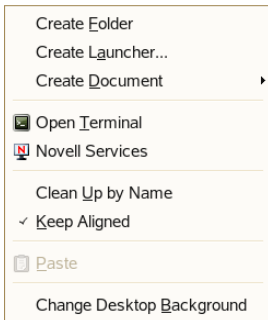 Create Folder
Create Launcher...
Create Document
Open Terminal
Novell Services
Clean Up by Name
Keep Aligned
Paste
Change Desktop Background